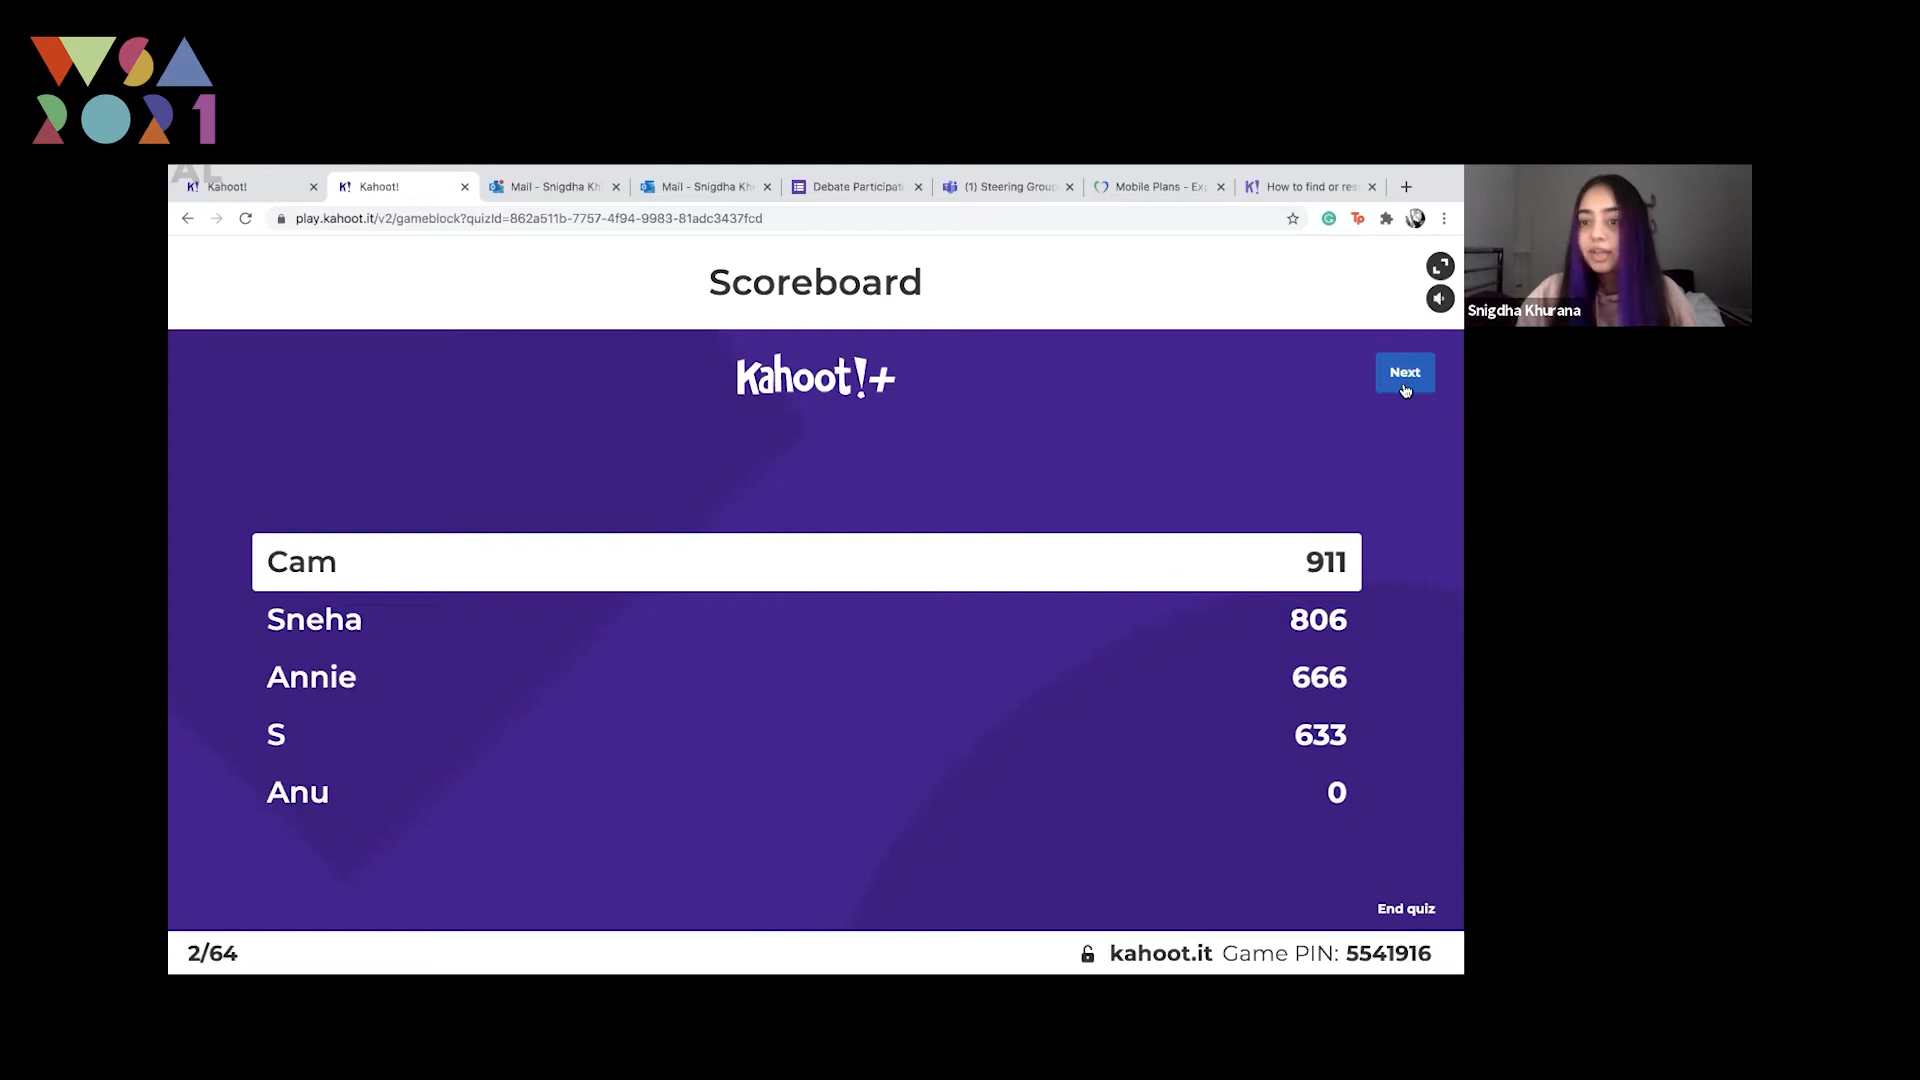 WSA
2021
AL
Kahoot!
Kahoot!
Mail - Snigdha Kh
Mail - Snigdha Kh
Debate Participat
(1) Steering Group
Mobile Plans - Ex
How to find or res
play.kahoot.it/v2/gameblock?quizId=862a511b-7757-4f94-9983-81adc3437fcd
Tp
Scoreboard
Snigdha Khurana
Kahoot!+
Next
Cam 911
Sneha 806
Annie 666
S 633
Anu 0
End quiz
2/64
kahoot.it Game PIN: 5541916